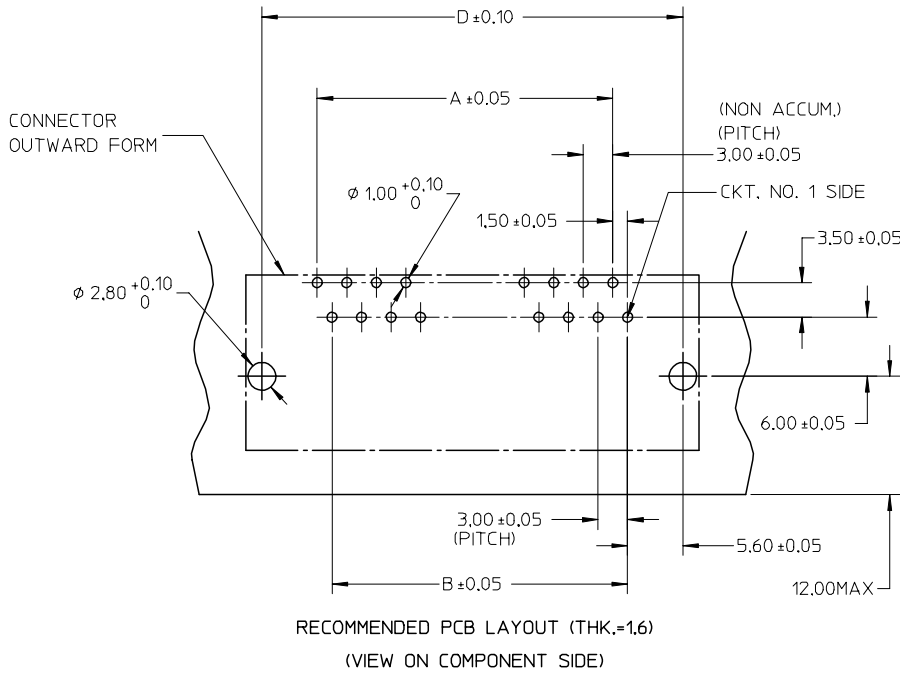 D ±0.10
A ±0.05
(NON ACCUM.)
(PITCH)
3.00 ±0.05
CONNECTOR
OUTWARD FORM
φ 1.00 +0.10
0
CKT. NO. 1 SIDE
1.50 ±0.05
3.50 ±0.05
φ 2.80 +0.10
0
6.00 ±0.05
3.00 ±0.05
(PITCH)
5.60 ±0.05
B ±0.05
12.00MAX
RECOMMENDED PCB LAYOUT (THK.=1.6)
(VIEW ON COMPONENT SIDE)